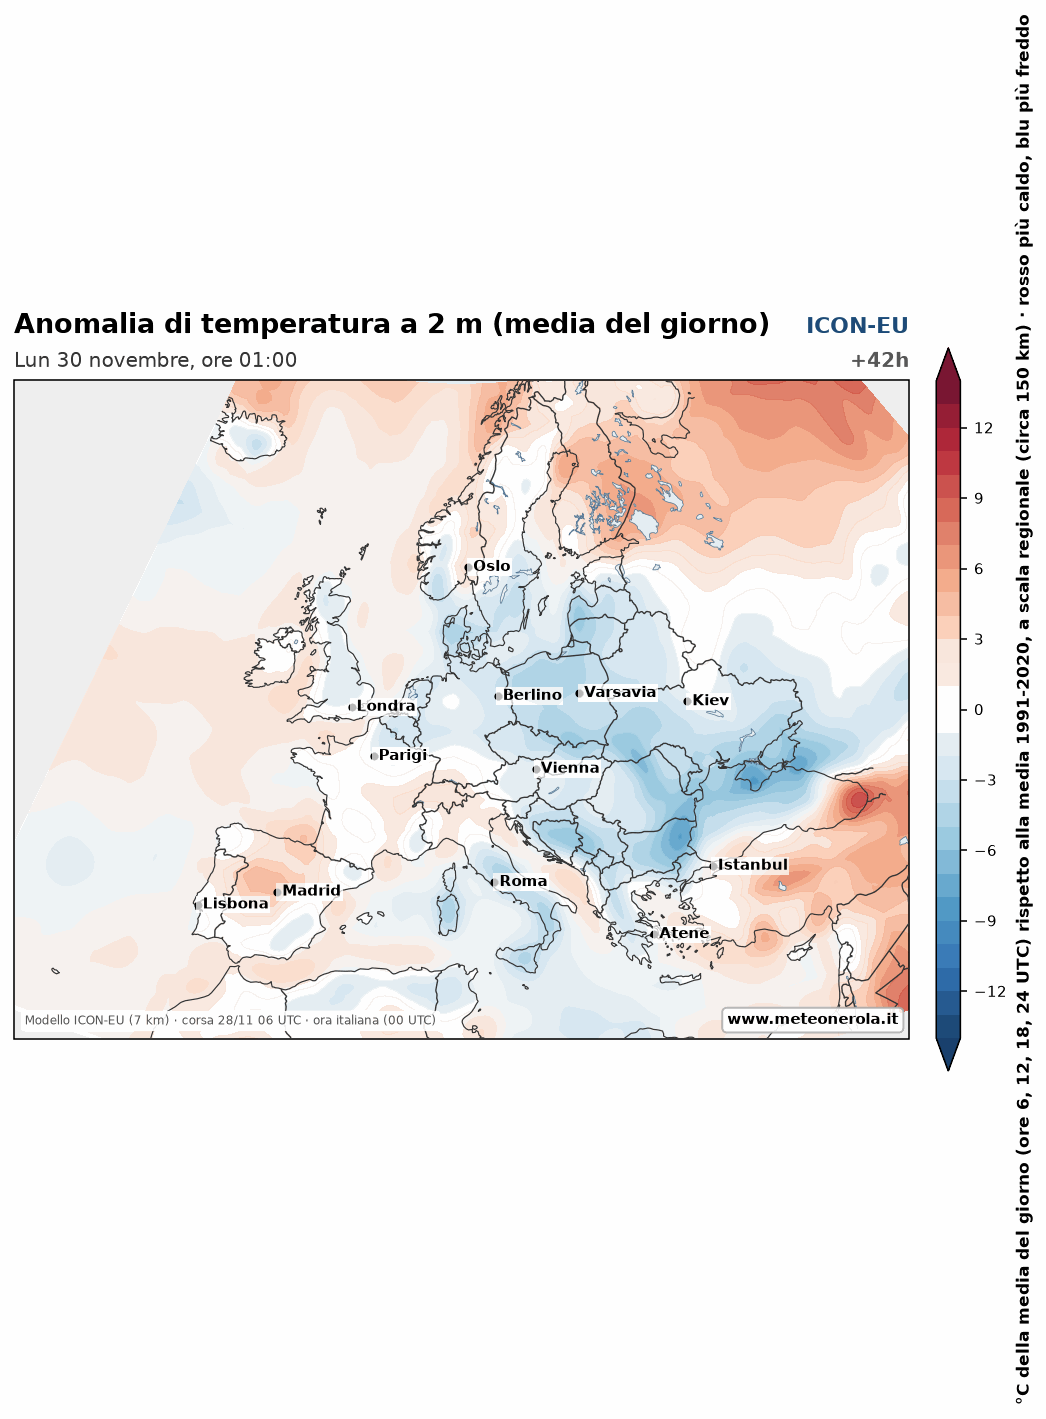 Anomalia di temperatura a 2 m (media del giorno)
ICON-EU
Lun 30 novembre, ore 01:00
+42h
Oslo
Londra
Berlino
Varsavia
Kiev
Parigi
Vienna
Istanbul
Roma
Madrid
Lisbona
Atene
Modello ICON-EU (7 km) · corsa 28/11 06 UTC · ora italiana (00 UTC)
www.meteonerola.it
12
9
6
3
0
−3
−6
−9
−12
°C della media del giorno (ore 6, 12, 18, 24 UTC) rispetto alla media 1991-2020, a scala regionale (circa 150 km) · rosso più caldo, blu più freddo